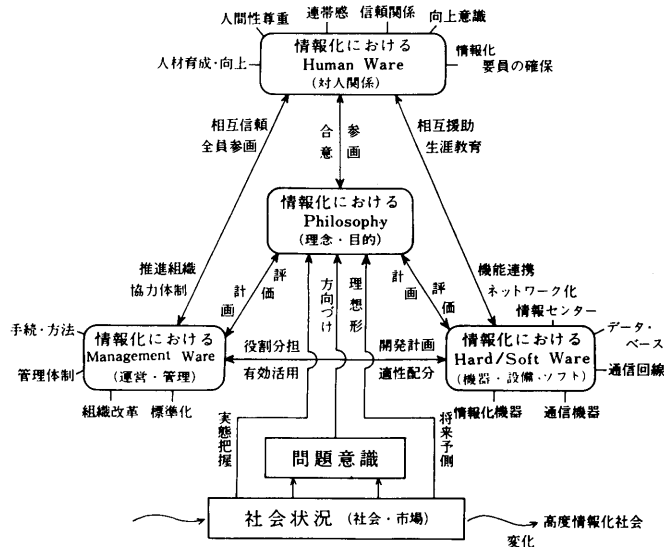 人間性尊重
連帯感
信頼関係
向上意識
人材育成・向上
情報化における
Human Ware
(対人関係)
情報化
要員の確保
相互信頼
全員参画
合意
参画
相互援助
生涯教育
情報化における
Philosophy
(理念・目的)
推進組織
協力体制
計画
評価
方向づけ
理想形
計画
評価
機能連携
ネットワーク化
情報センター
手続・方法
管理体制
情報化における
Management Ware
(運営・管理)
組織改革
標準化
役割分担
有効活用
開発計画
適性配分
情報化における
Hard/Soft Ware
(機器・設備・ソフト)
データ・
ベース
通信回線
情報化機器
通信機器
実態把握
将来予側
問題意識
社会状況 (社会・市場)
高度情報化社会
変化